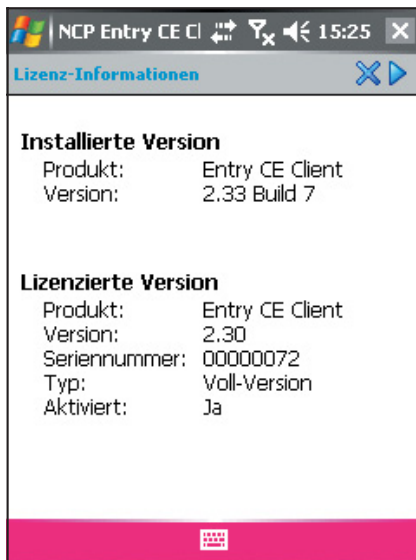 NCP Entry CE Cl 15:25
Lizenz-Informationen
Installierte Version
Produkt: Entry CE Client
Version: 2.33 Build 7
Lizenzierte Version
Produkt: Entry CE Client
Version: 2.30
Seriennummer: 00000072
Typ: Voll-Version
Aktiviert: Ja